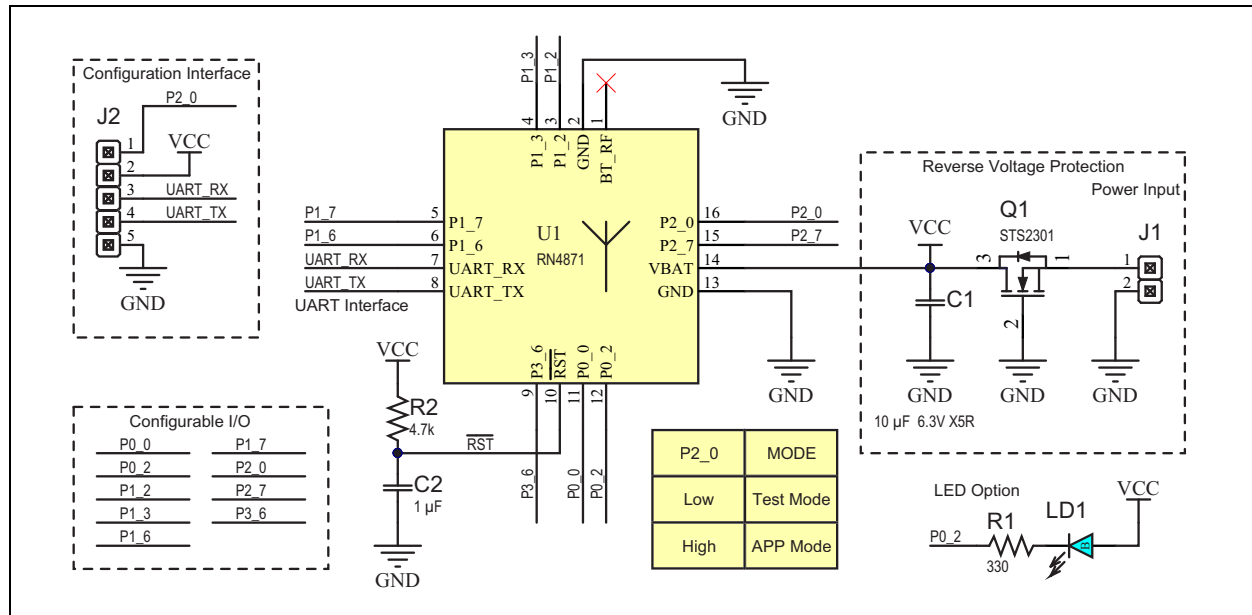 Configuration Interface
J2
P2_0
1
VCC
2
3
UART_RX
4
UART_TX
5
GND
P1_3
P1_2
4
3
2
1
P1_3
P1_2
GND
BT_RF
GND
P1_7
5
P1_7
P1_6
6
P1_6
UART_RX
7
UART_RX
UART_TX
8
UART_TX
UART Interface
U1
RN4871
P2_0
16
P2_0
P2_7
15
P2_7
VBAT
14
GND
13
GND
P3_6
RST
P0_0
P0_2
9
10
11
12
P3_6
P0_0
P0_2
VCC
R2
4.7k
RST
C2
1 µF
GND
Reverse Voltage Protection
Power Input
VCC
Q1
STS2301
J1
3
1
2
1
2
C1
GND
GND
GND
10 µF 6.3V X5R
Configurable I/O
P0_0
P1_7
P0_2
P2_0
P1_2
P2_7
P1_3
P3_6
P1_6
P2_0 MODE
Low Test Mode
High APP Mode
LED Option
P0_2
R1
330
LD1
B
VCC